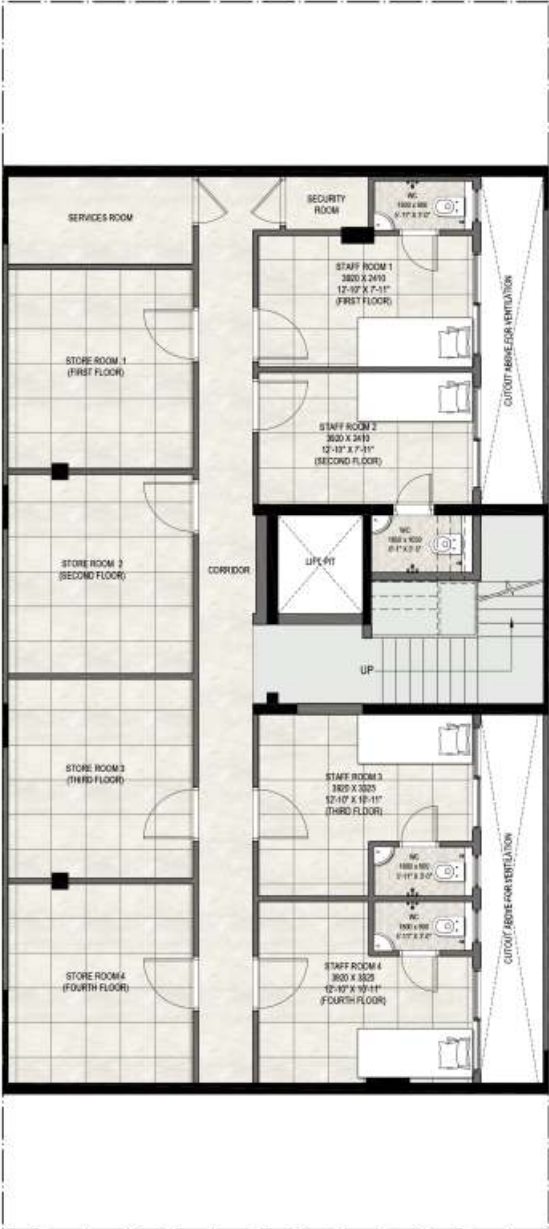 SERVICES ROOM
SECURITY
ROOM
WC
STAFF ROOM 1
3920 X 2410
12'-10" X 7'-11"
(FIRST FLOOR)
CUTOUT ABOVE FOR VENTILATION
STORE ROOM 1
(FIRST FLOOR)
STAFF ROOM 2
3920 X 2410
12'-10" X 7'-11"
(SECOND FLOOR)
WC
LIFT PIT
STORE ROOM 2
(SECOND FLOOR)
CORRIDOR
UP
STORE ROOM 3
(THIRD FLOOR)
STAFF ROOM 3
3920 X 3325
12'-10" X 10'-11"
(THIRD FLOOR)
WC
WC
CUTOUT ABOVE FOR VENTILATION
STORE ROOM 4
(FOURTH FLOOR)
STAFF ROOM 4
3920 X 3325
12'-10" X 10'-11"
(FOURTH FLOOR)